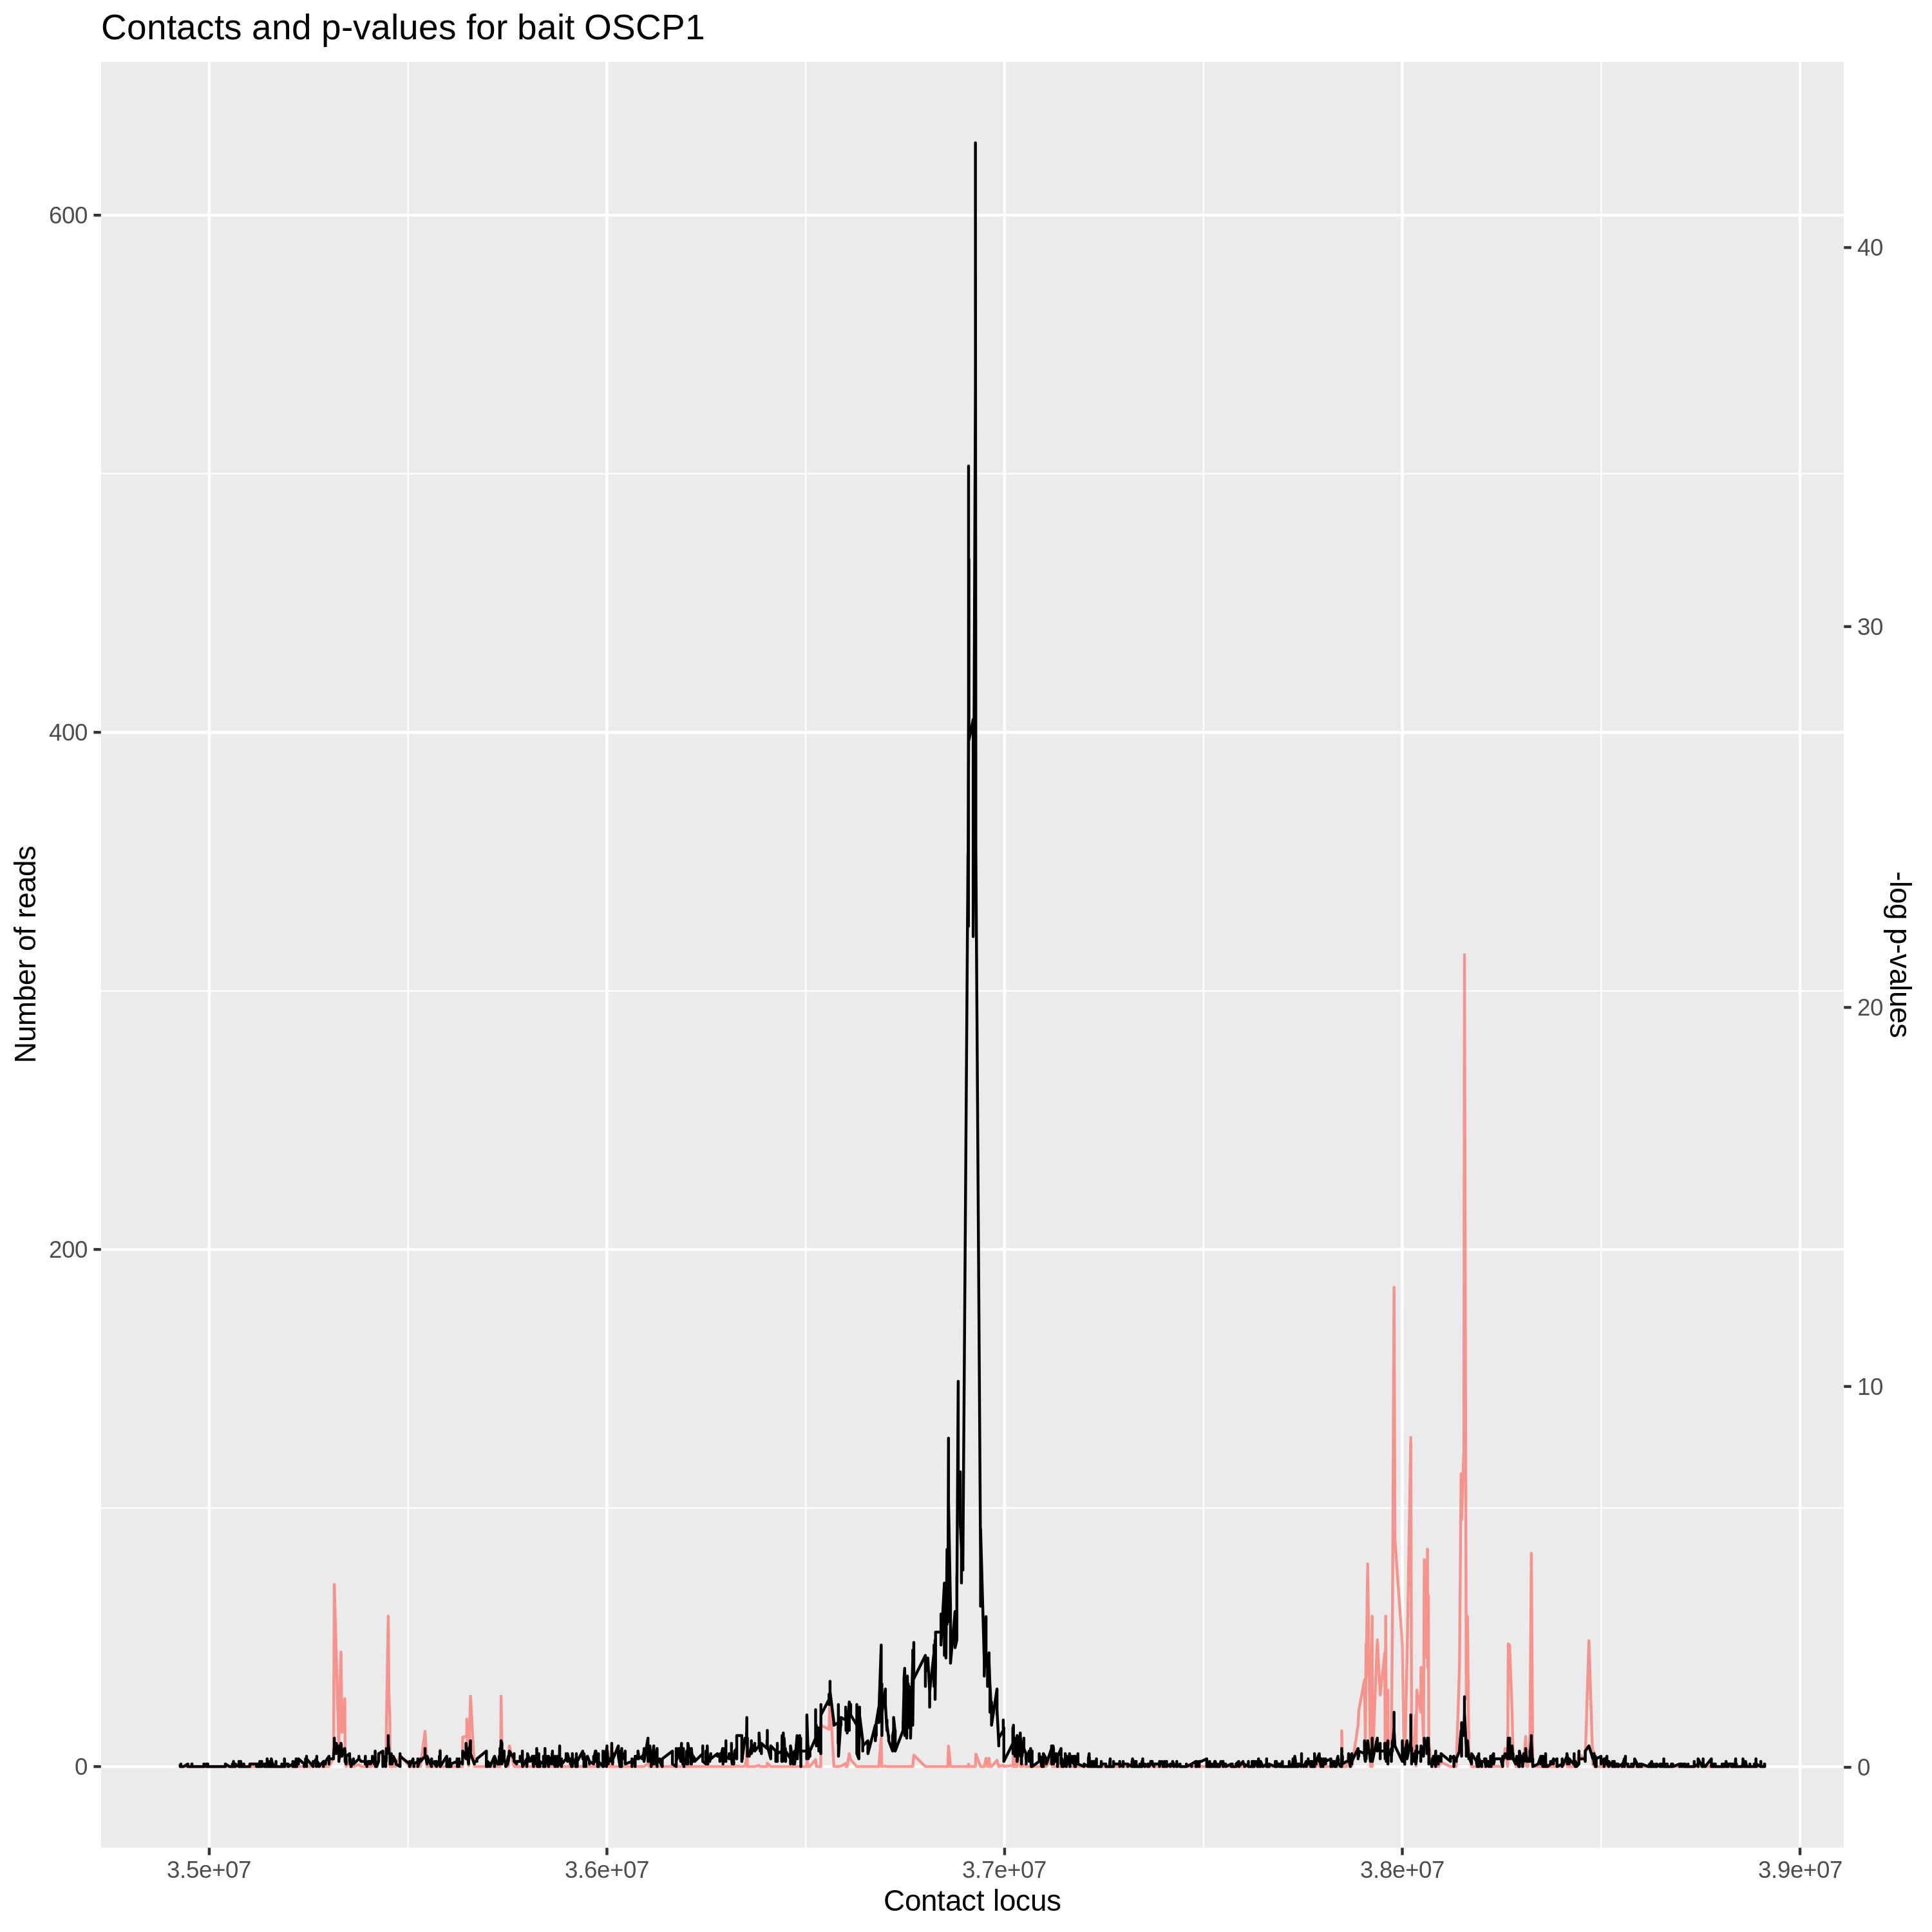 Contacts and p-values for bait OSCP1
600
400
200
0
Number of reads
40
30
20
10
0
-log p-values
3.5e+07
3.6e+07
3.7e+07
3.8e+07
3.9e+07
Contact locus